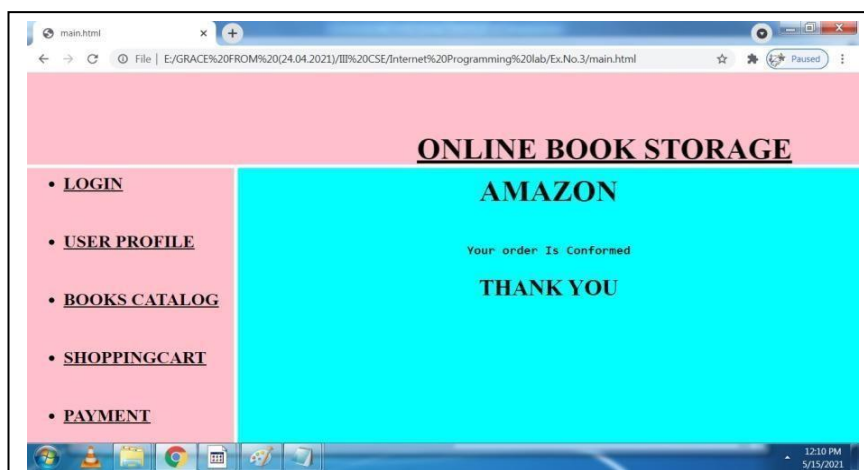 main.html
File | E:/GRACE%20FROM%20(24.04.2021)/III%20CSE/Internet%20Programming%20lab/Ex.No.3/main.html
Paused
ONLINE BOOK STORAGE
• LOGIN
• USER PROFILE
• BOOKS CATALOG
• SHOPPINGCART
• PAYMENT
AMAZON
Your order Is Conformed
THANK YOU
12:10 PM
5/15/2021